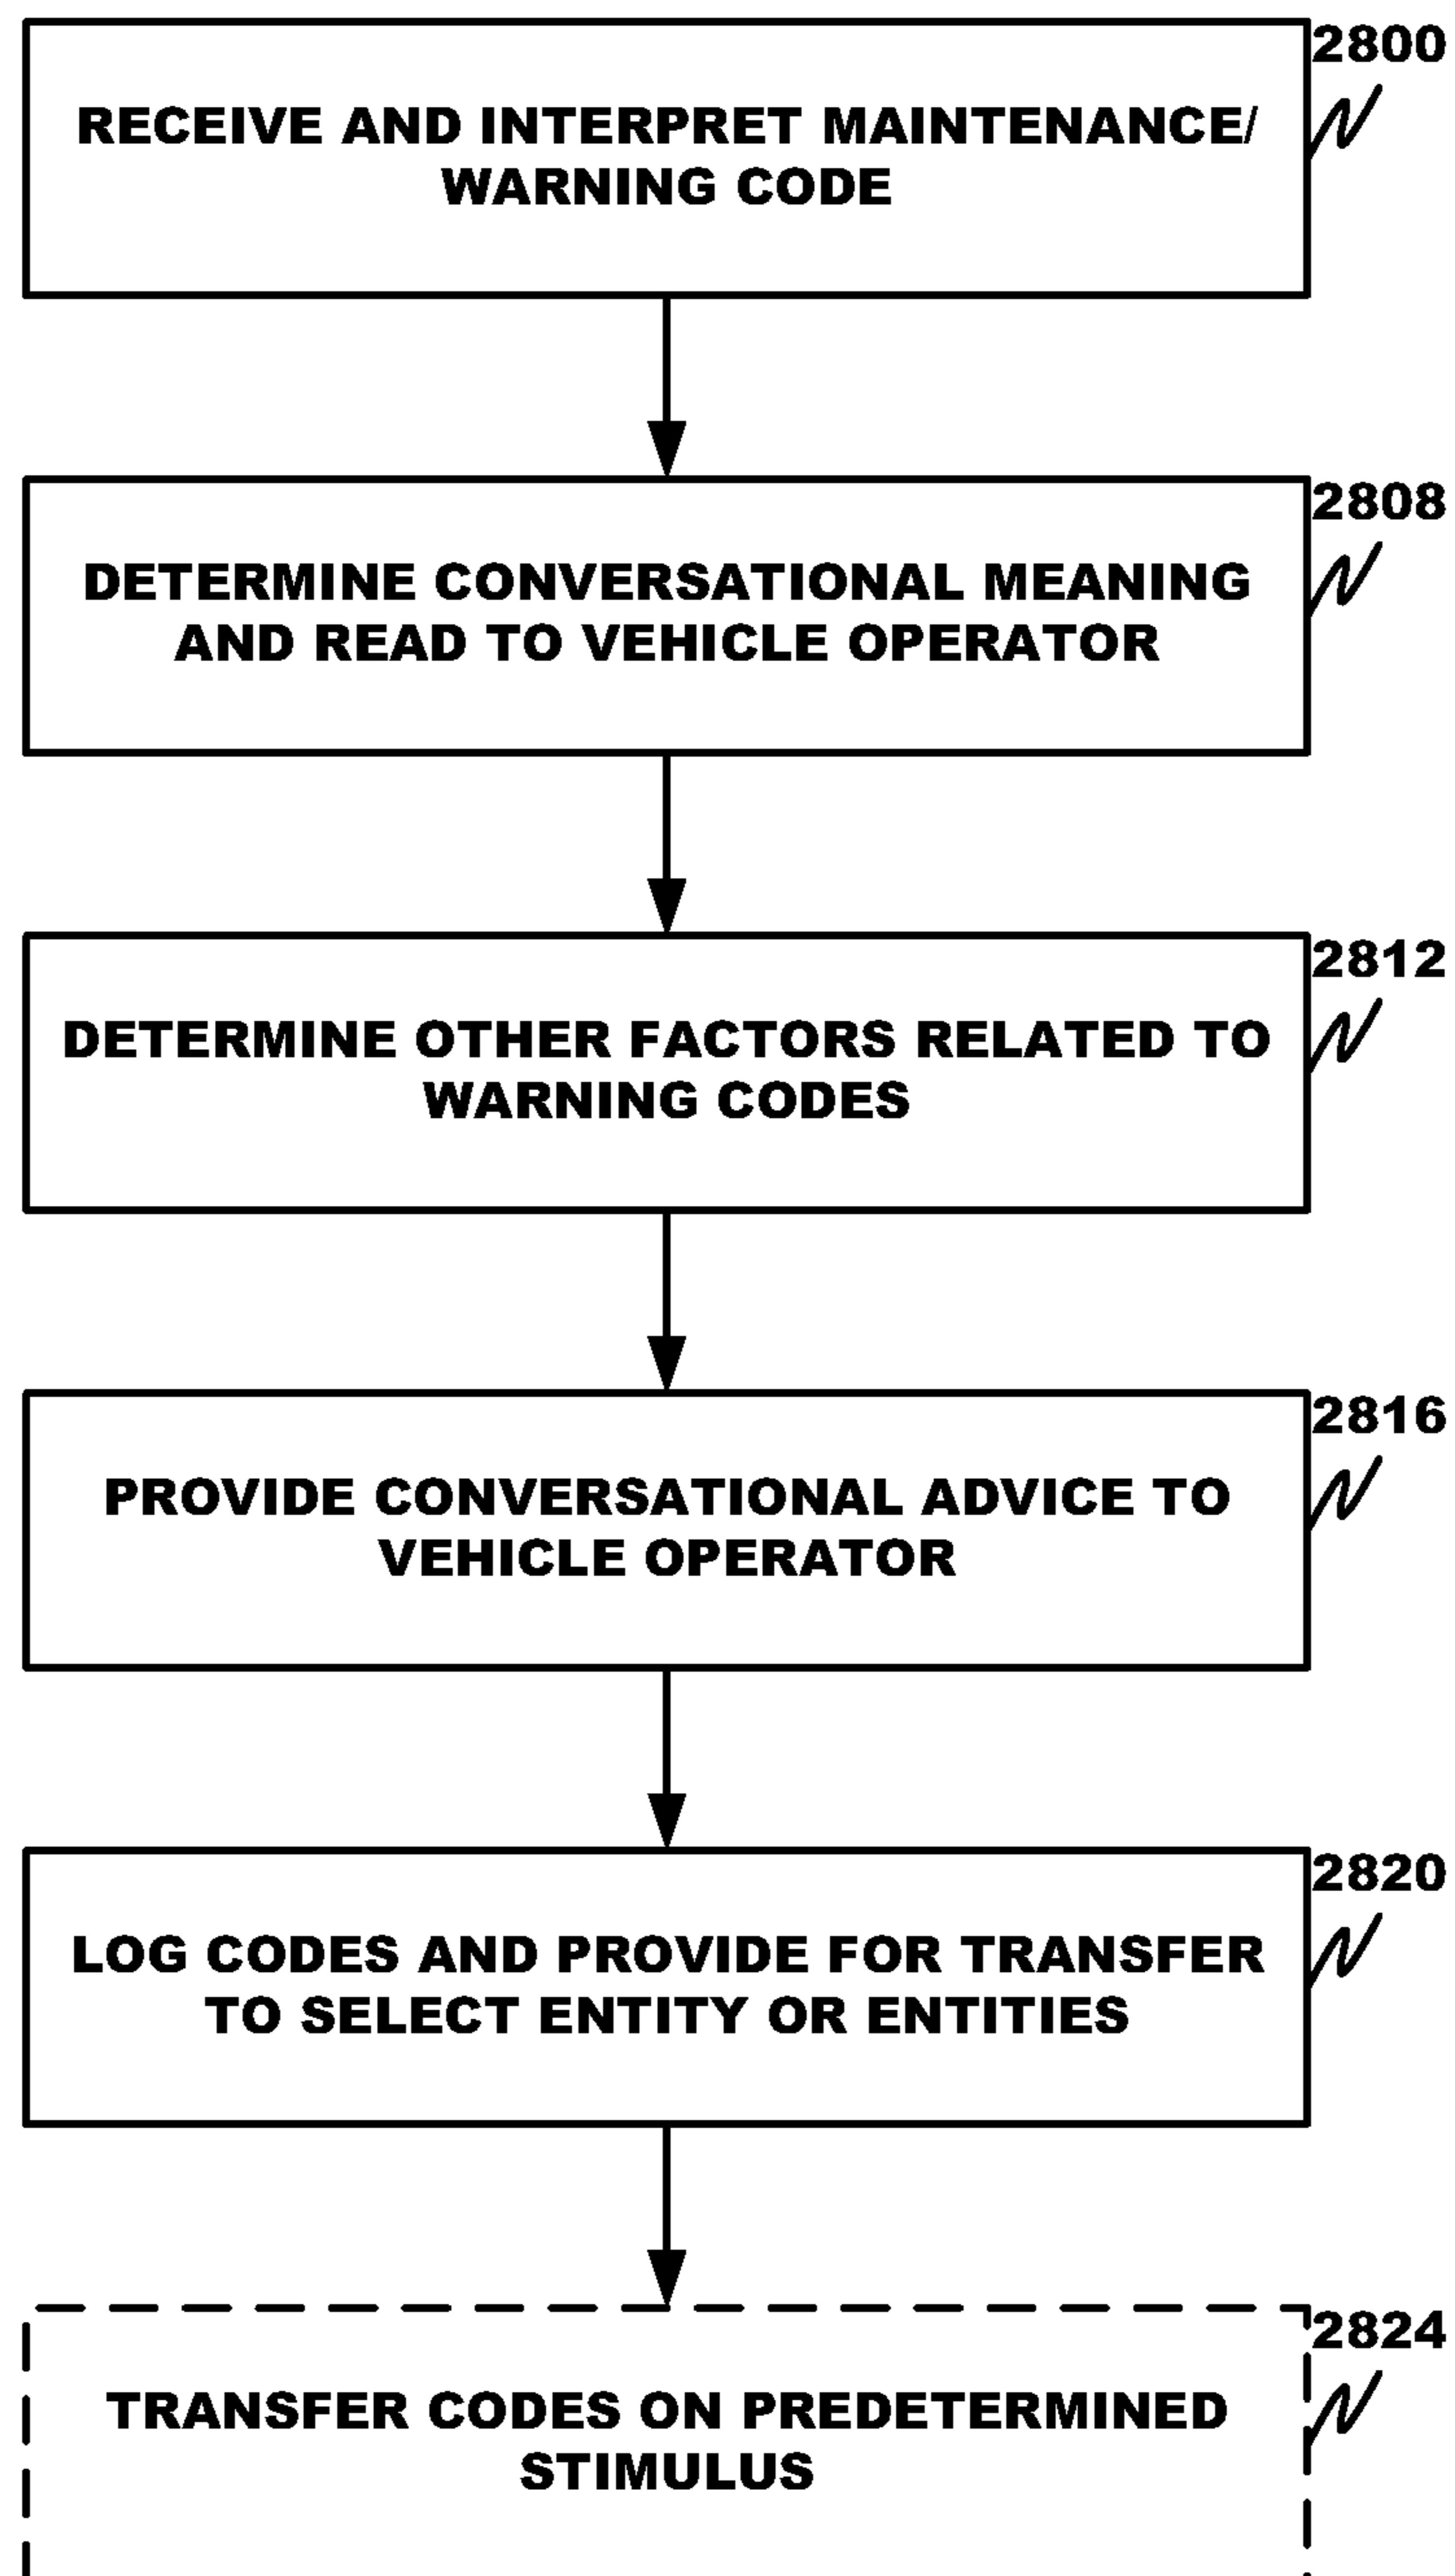 2800
RECEIVE AND INTERPRET MAINTENANCE/
WARNING CODE
2808
DETERMINE CONVERSATIONAL MEANING
AND READ TO VEHICLE OPERATOR
2812
DETERMINE OTHER FACTORS RELATED TO
WARNING CODES
2816
PROVIDE CONVERSATIONAL ADVICE TO
VEHICLE OPERATOR
2820
LOG CODES AND PROVIDE FOR TRANSFER
TO SELECT ENTITY OR ENTITIES
2824
TRANSFER CODES ON PREDETERMINED
STIMULUS